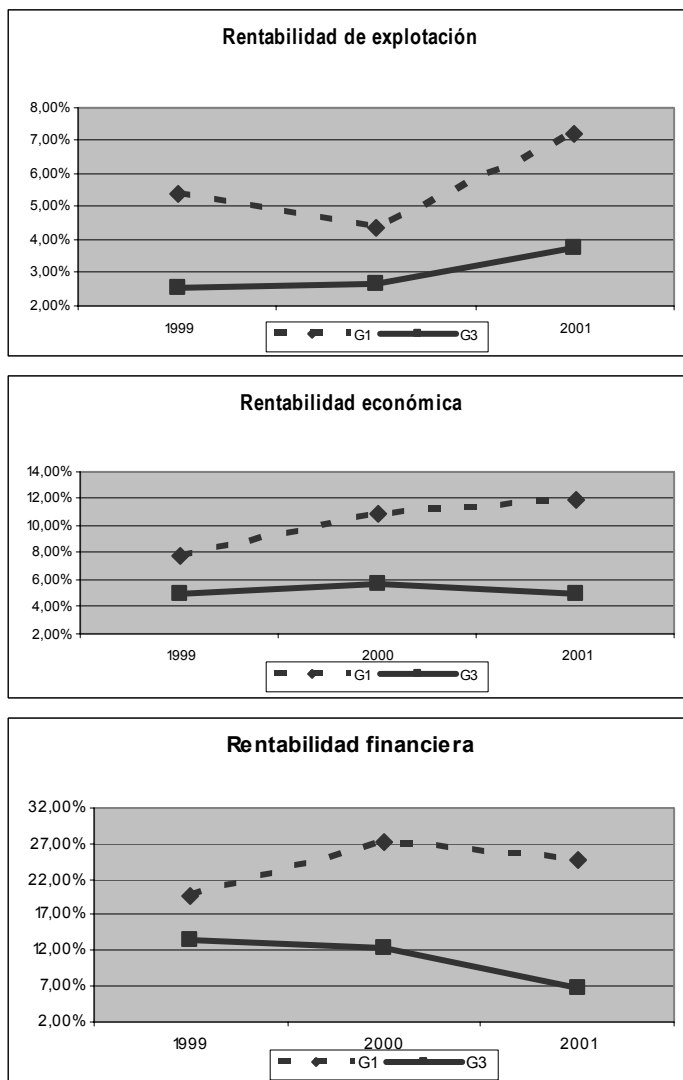 Rentabilidad de explotación
8,00%
7,00%
6,00%
5,00%
4,00%
3,00%
2,00%
1999 2001
G1 G3
Rentabilidad económica
14,00%
12,00%
10,00%
8,00%
6,00%
4,00%
2,00%
1999 2000 2001
G1 G3
Rentabilidad financiera
32,00%
27,00%
22,00%
17,00%
12,00%
7,00%
2,00%
1999 2000 2001
G1 G3